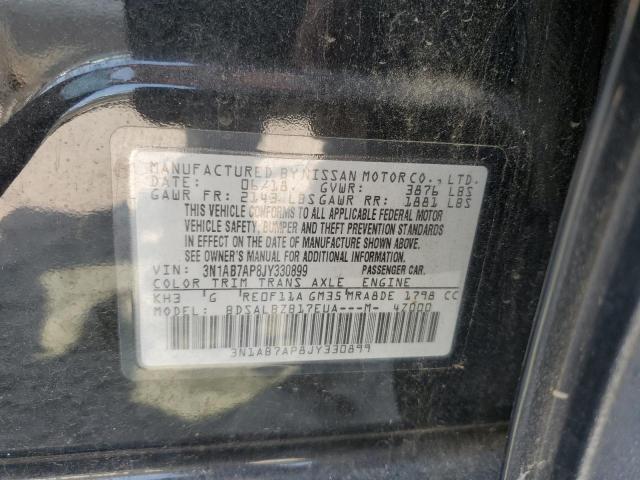 MANUFACTURED BY NISSAN MOTOR CO., LTD.
DATE: 06/18 GVWR: 3876 LBS
GAWR FR: 2143 LBS GAWR RR: 1881 LBS
THIS VEHICLE CONFORMS TO ALL APPLICABLE FEDERAL MOTOR
VEHICLE SAFETY, BUMPER AND THEFT PREVENTION STANDARDS
IN EFFECT ON THE DATE OF MANUFACTURE SHOWN ABOVE.
SEE OWNER'S MANUAL FOR ADDITIONAL INFORMATION.
VIN: 3N1AB7AP8JY330899 PASSENGER CAR.
COLOR TRIM TRANS AXLE ENGINE
KH3 G RE0F11A GM35 MRA8DE 1798 CC
MODEL: BDSALBZB17EUA---M- 47000
3N1AB7AP8JY330899